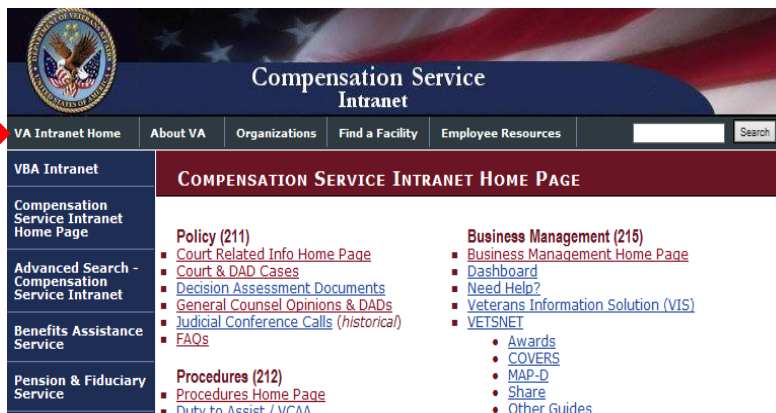 Compensation Service
Intranet
VA Intranet Home
About VA
Organizations
Find a Facility
Employee Resources
Search
VBA Intranet
Compensation
Service Intranet
Home Page
Advanced Search -
Compensation
Service Intranet
Benefits Assistance
Service
Pension & Fiduciary
Service
COMPENSATION SERVICE INTRANET HOME PAGE
Policy (211)
Court Related Info Home Page
Court & DAD Cases
Decision Assessment Documents
General Counsel Opinions & DADs
Judicial Conference Calls (historical)
FAQs
Procedures (212)
Procedures Home Page
Duty to Assist / VCAA
Business Management (215)
Business Management Home Page
Dashboard
Need Help?
Veterans Information Solution (VIS)
VETSNET
Awards
COVERS
MAP-D
Share
Other Guides